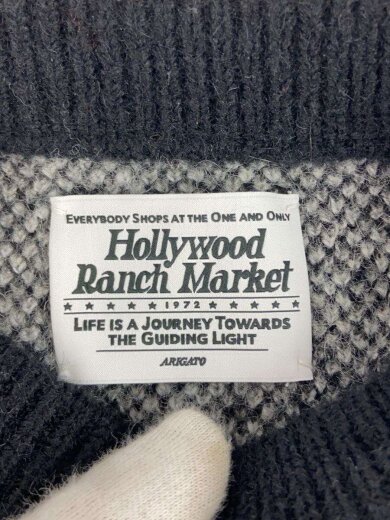 EVERYBODY SHOPS AT THE ONE AND ONLY
Hollywood
Ranch Market
★ ★ ★ ★ ★ 1972 ★ ★ ★ ★ ★
LIFE IS A JOURNEY TOWARDS
THE GUIDING LIGHT
ARIGATO